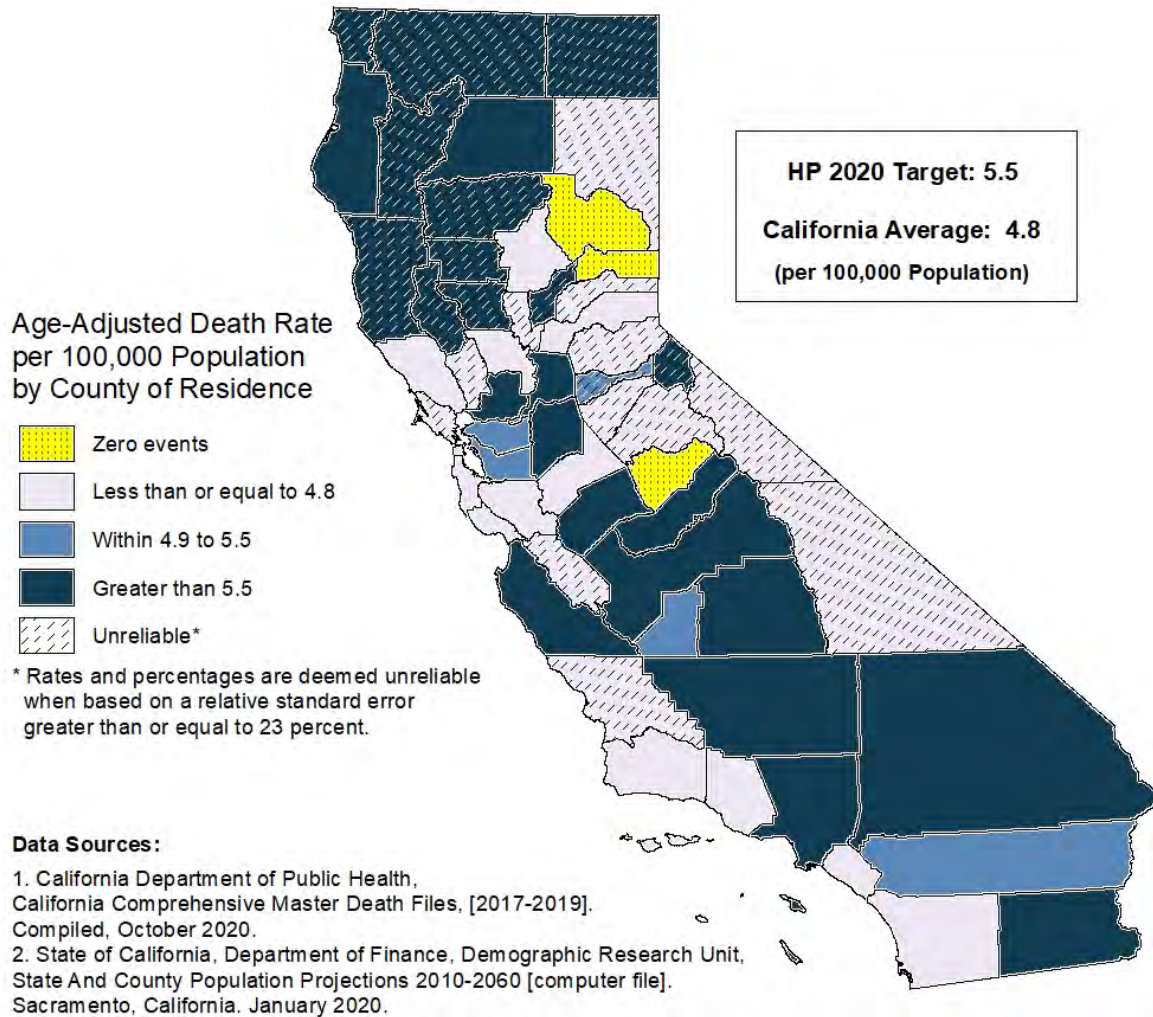 HP 2020 Target: 5.5
California Average: 4.8
(per 100,000 Population)
Age-Adjusted Death Rate
per 100,000 Population
by County of Residence
Zero events
Less than or equal to 4.8
Within 4.9 to 5.5
Greater than 5.5
Unreliable*
* Rates and percentages are deemed unreliable
when based on a relative standard error
greater than or equal to 23 percent.
Data Sources:
1. California Department of Public Health,
California Comprehensive Master Death Files, [2017-2019].
Compiled, October 2020.
2. State of California, Department of Finance, Demographic Research Unit,
State And County Population Projections 2010-2060 [computer file].
Sacramento, California. January 2020.